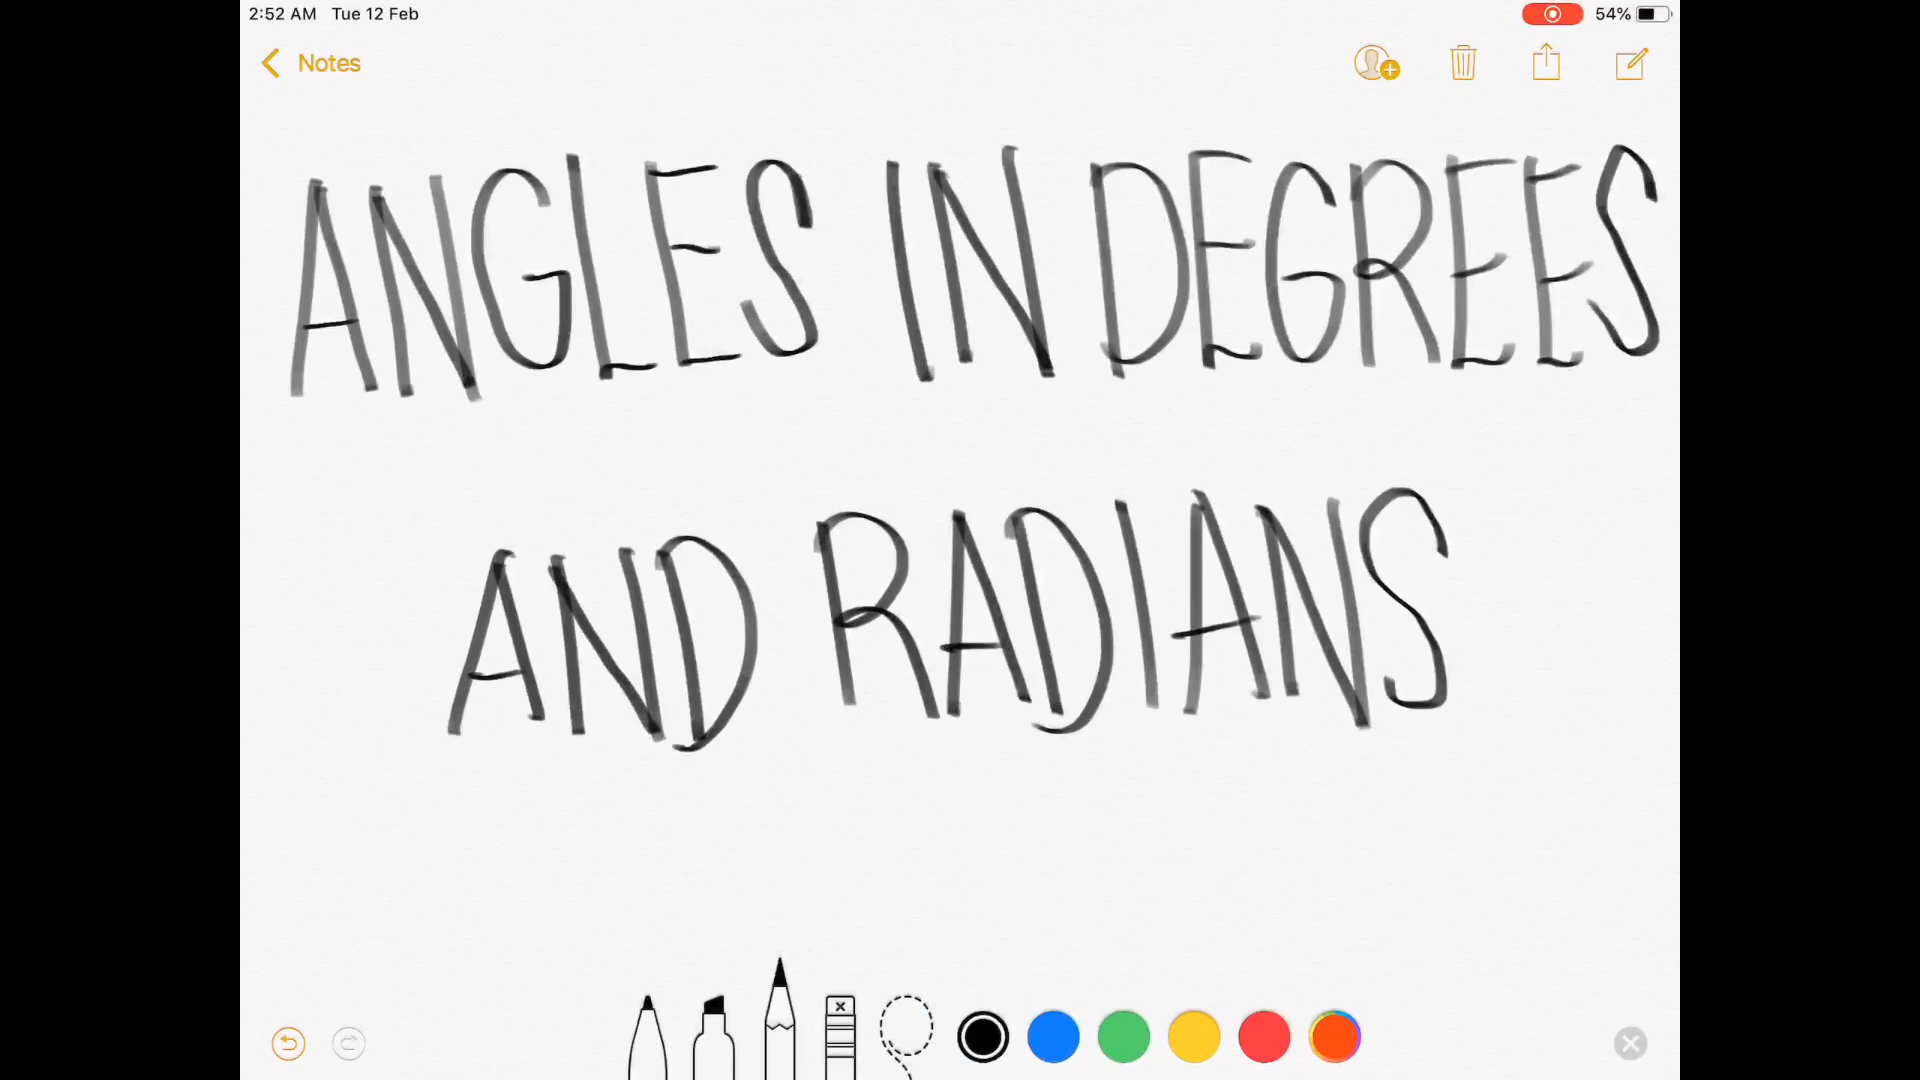 2:52 AM Tue 12 Feb 54%
Notes
ANGLES IN DEGREES
AND RADIANS